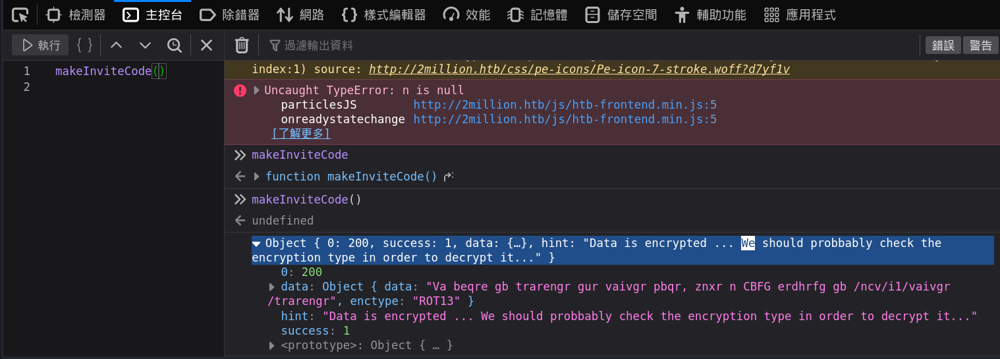 檢測器 主控台 除錯器 網路 {} 樣式編輯器 效能 記憶體 儲存空間 輔助功能 應用程式
執行 { } 過濾輸出資料 錯誤 警告
1 makeInviteCode()
2
index:1) source: http://2million.htb/css/pe-icons/Pe-icon-7-stroke.woff?d7yf1v
Uncaught TypeError: n is null
particlesJS http://2million.htb/js/htb-frontend.min.js:5
onreadystatechange http://2million.htb/js/htb-frontend.min.js:5
[了解更多]
makeInviteCode
function makeInviteCode()
makeInviteCode()
undefined
Object { 0: 200, success: 1, data: {…}, hint: "Data is encrypted ... We should probbably check the
encryption type in order to decrypt it..." }
0: 200
data: Object { data: "Va beqre gb trarengr gur vaivgr pbqr, znxr n CBFG erdhrfg gb /ncv/i1/vaivgr
/trarengr", enctype: "ROT13" }
hint: "Data is encrypted ... We should probbably check the encryption type in order to decrypt it..."
success: 1
<prototype>: Object { … }